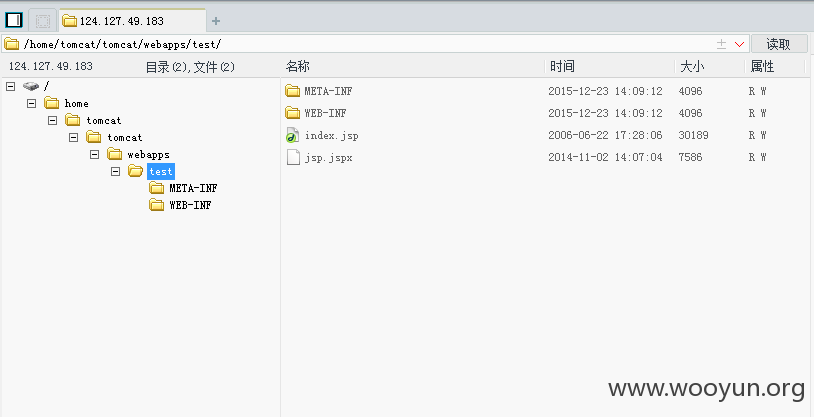 124.127.49.183
/home/tomcat/tomcat/webapps/test/ 读取
124.127.49.183 目录(2),文件(2) 名称 时间 大小 属性
/
home
tomcat
tomcat
webapps
test
META-INF
WEB-INF
META-INF 2015-12-23 14:09:12 4096 R W
WEB-INF 2015-12-23 14:09:12 4096 R W
index.jsp 2006-06-22 17:28:06 30189 R W
jsp.jspx 2014-11-02 14:07:04 7586 R W
www.wooyun.org